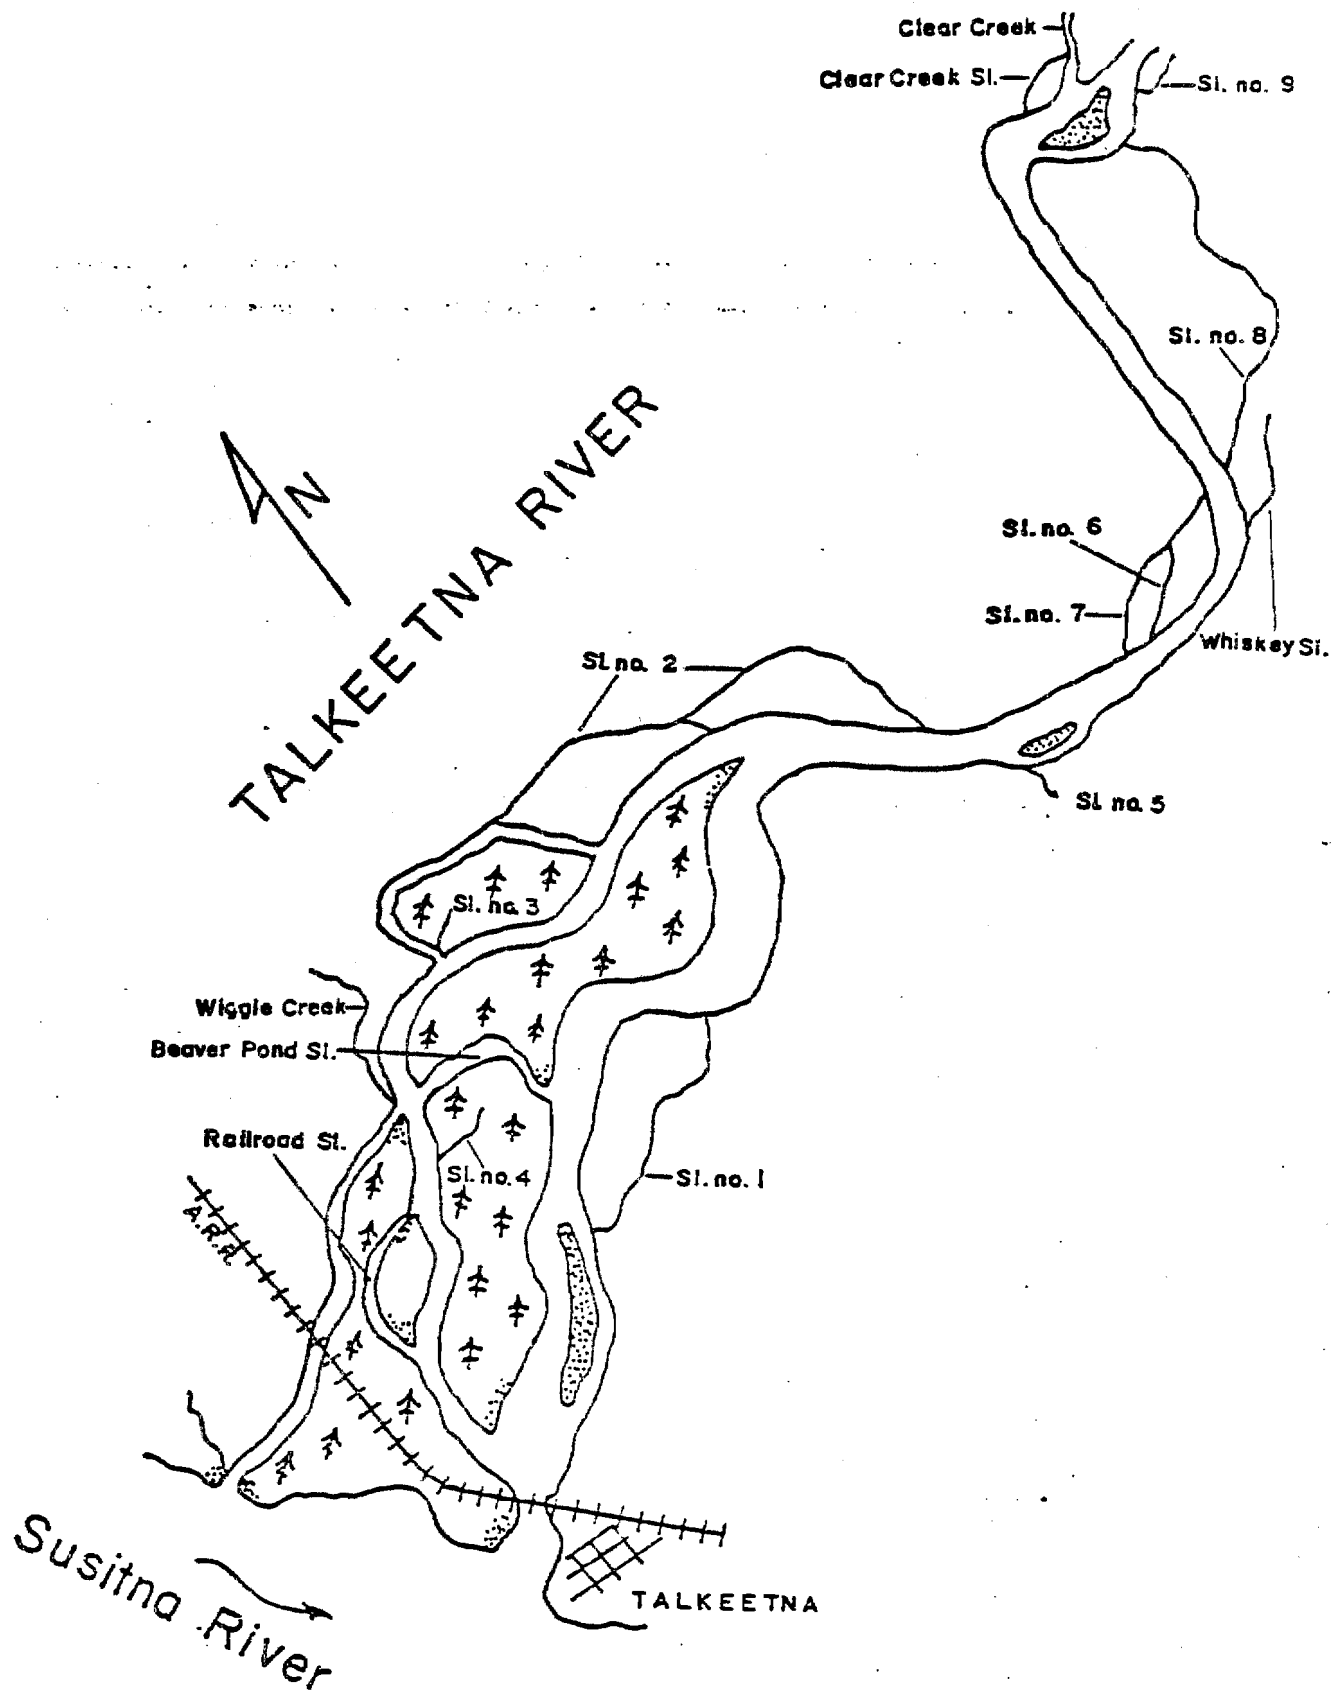 Clear Creek
Clear Creek Sl.
Sl. no. 9
Sl. no. 8
N
TALKEETNA RIVER
Sl. no. 6
Sl. no. 7
Whiskey Sl.
Sl. no. 2
Sl. no. 5
Sl. no. 3
Wiggle Creek
Beaver Pond Sl.
Railroad Sl.
Sl. no. 4
Sl. no. 1
A.R.R.
Susitna River
TALKEETNA